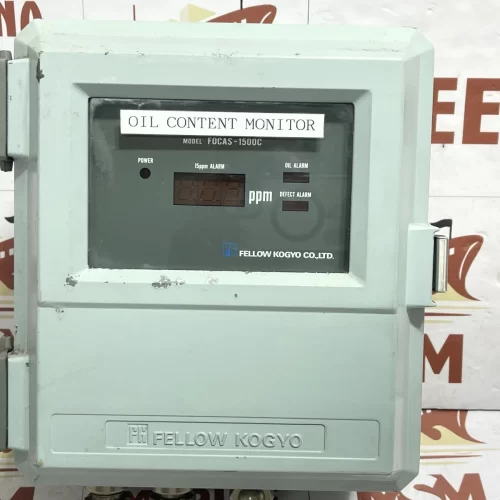 OIL CONTENT MONITOR
MODEL FOCAS-1500C
POWER
15ppm ALARM
OIL ALARM
ppm
DEFECT ALARM
FELLOW KOGYO CO.,LTD.
FELLOW KOGYO